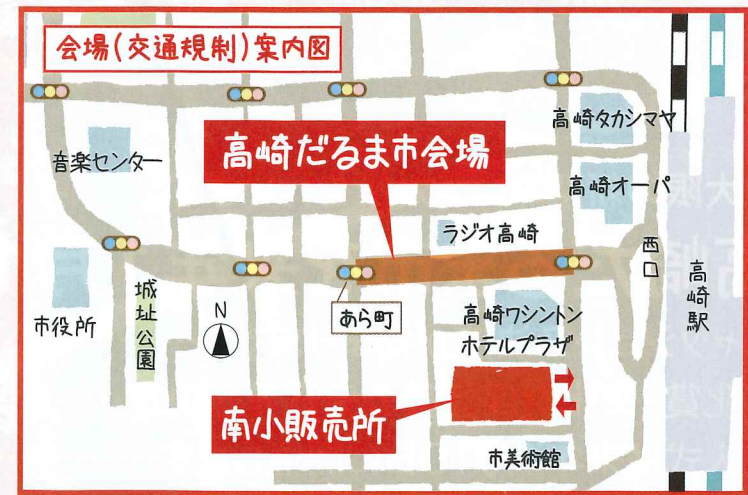 会場(交通規制)案内図
高崎タカシマヤ
高崎だるま市会場
音楽センター
高崎オーパ
ラジオ高崎
西口
高崎駅
市役所
城址公園
N
あら町
高崎ワシントン
ホテルプラザ
南小販売所
市美術館